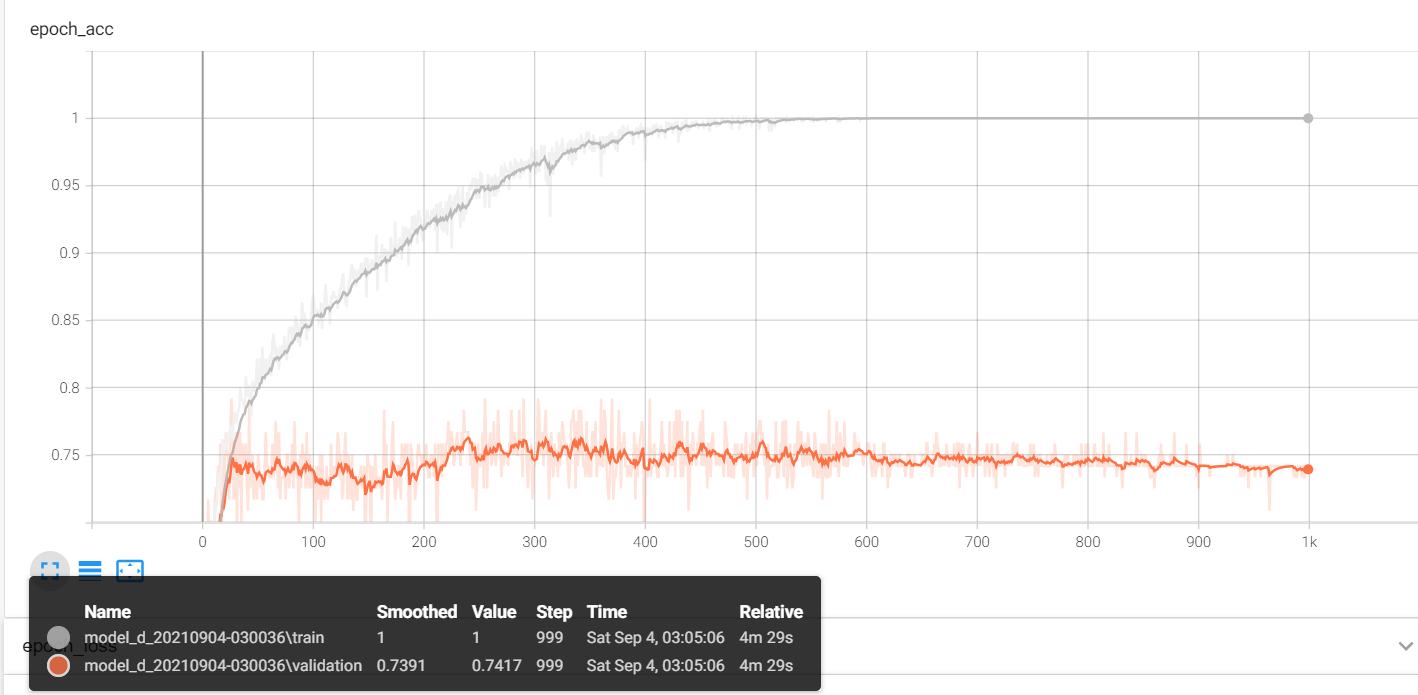 epoch_acc
1
0.95
0.9
0.85
0.8
0.75
0 100 200 300 400 500 600 700 800 900 1k
Name Smoothed Value Step Time Relative
model_d_20210904-030036\train 1 1 999 Sat Sep 4, 03:05:06 4m 29s
epoch_loss
model_d_20210904-030036\validation 0.7391 0.7417 999 Sat Sep 4, 03:05:06 4m 29s